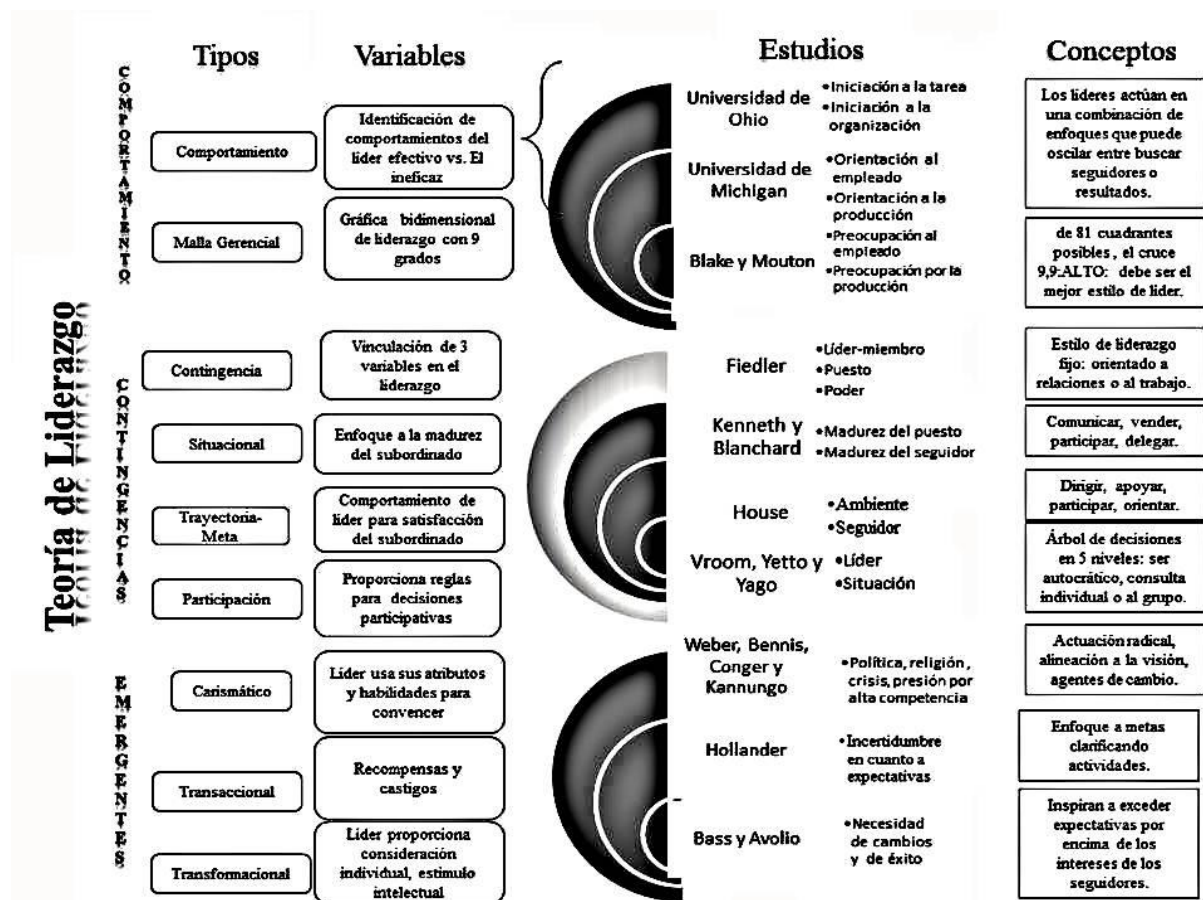 Teoría de Liderazgo
Tipos
Variables
Estudios
Conceptos
COMPORTAMIENTO
Comportamiento
Identificación de
comportamientos del
líder efectivo vs. El
ineficaz
Universidad de
Ohio
•Iniciación a la tarea
•Iniciación a la
organización
Universidad de
Michigan
•Orientación al
empleado
•Orientación a la
producción
Los líderes actúan en
una combinación de
enfoques que puede
oscilar entre buscar
seguidores o
resultados.
Malla Gerencial
Gráfica bidimensional
de liderazgo con 9
grados
Blake y Mouton
•Preocupación al
empleado
•Preocupación por la
producción
de 81 cuadrantes
posibles, el cruce
9,9:ALTO: debe ser el
mejor estilo de líder.
CONTINGENCIAS
Contingencia
Vinculación de 3
variables en el
liderazgo
Fiedler
•Líder-miembro
•Puesto
•Poder
Estilo de liderazgo
fijo: orientado a
relaciones o al trabajo.
Situacional
Enfoque a la madurez
del subordinado
Kenneth y
Blanchard
•Madurez del puesto
•Madurez del seguidor
Comunicar, vender,
participar, delegar.
Trayectoria-
Meta
Comportamiento de
líder para satisfacción
del subordinado
House
•Ambiente
•Seguidor
Dirigir, apoyar,
participar, orientar.
Participación
Proporciona reglas
para decisiones
participativas
Vroom, Yetto y
Yago
•Líder
•Situación
Árbol de decisiones
en 5 niveles: ser
autocrático, consulta
individual o al grupo.
EMERGENTES
Carismático
Líder usa sus atributos
y habilidades para
convencer
Weber, Bennis,
Conger y
Kannungo
•Política, religión,
crisis, presión por
alta competencia
Actuación radical,
alineación a la visión,
agentes de cambio.
Transaccional
Recompensas y
castigos
Hollander
•Incertidumbre
en cuanto a
expectativas
Enfoque a metas
clarificando
actividades.
Transformacional
Líder proporciona
consideración
individual, estimulo
intelectual
Bass y Avolio
•Necesidad
de cambios
y de éxito
Inspiran a exceder
expectativas por
encima de los
intereses de los
seguidores.